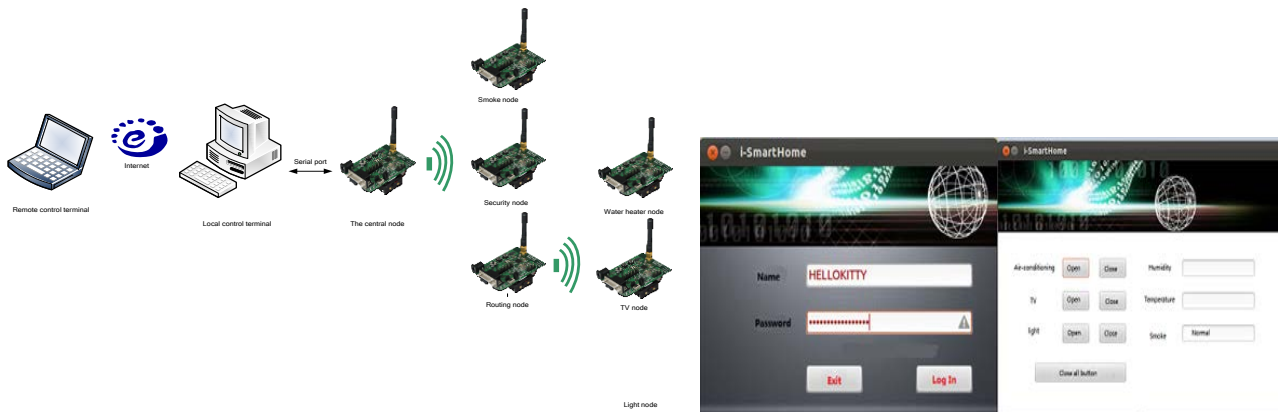 Smoke node
Internet
Serial port
Remote control terminal
Local control terminal
The central node
Security node
Water heater node
Routing node
TV node
Light node
i-SmartHome
Name
HELLOKITTY
Password
Exit
Log In
i-SmartHome
Air-conditioning
Open
Close
Humidity
TV
Open
Close
Temperature
light
Open
Close
Smoke
Normal
Close all button